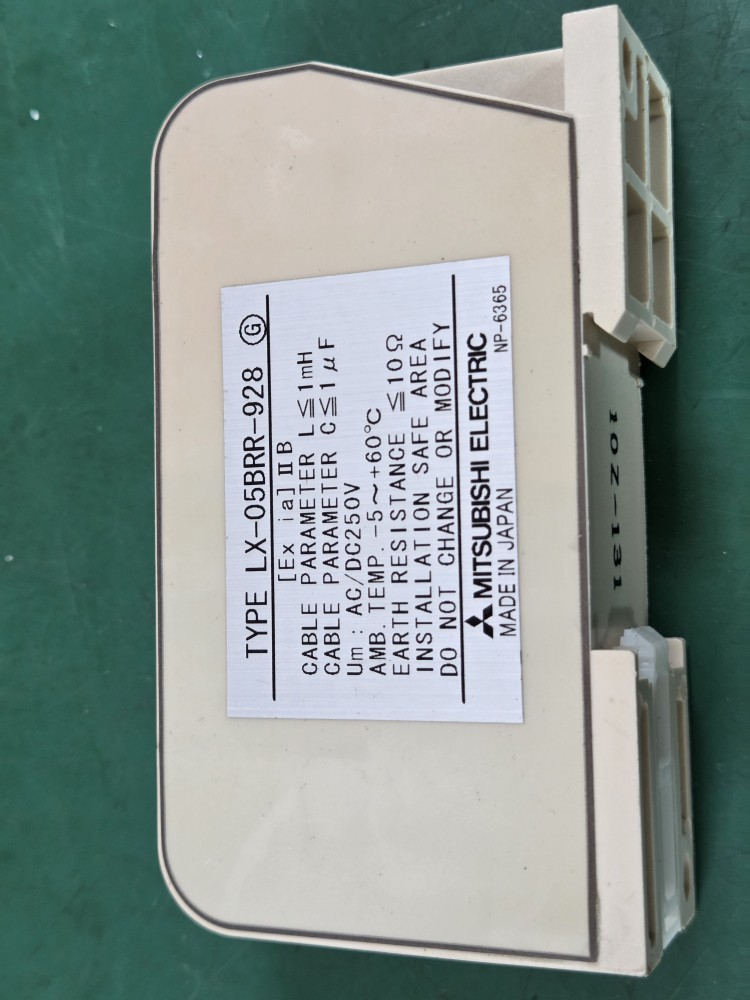 TYPE LX-05BRR-928 Ⓖ
[Ex ia]ⅡB
CABLE PARAMETER L≦1mH
CABLE PARAMETER C≦1μF
Um : AC/DC250V
AMB. TEMP. -5～+60℃
EARTH RESISTANCE ≦10Ω
INSTALLATION SAFE AREA
DO NOT CHANGE OR MODIFY
MITSUBISHI ELECTRIC
MADE IN JAPAN NP-6365
10Z-131